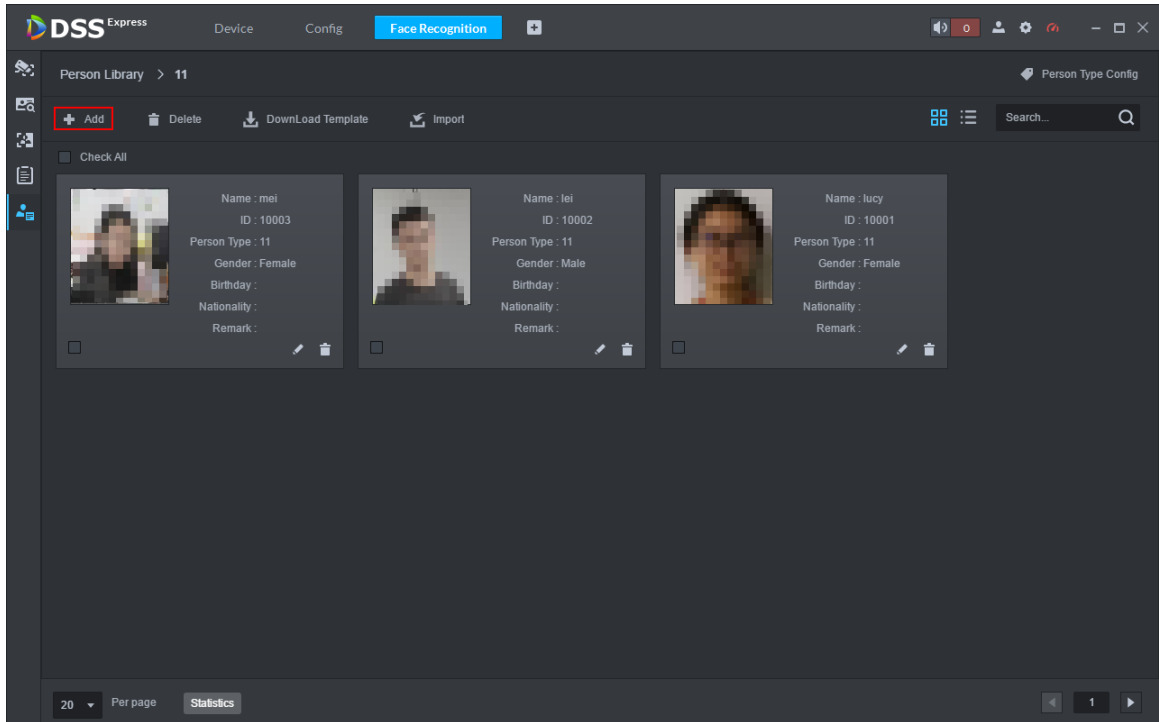 DSS Express Device Config Face Recognition 0
Person Library > 11 Person Type Config
Add Delete DownLoad Template Import Search...
Check All
Name : mei
ID : 10003
Person Type : 11
Gender : Female
Birthday :
Nationality :
Remark :
Name : lei
ID : 10002
Person Type : 11
Gender : Male
Birthday :
Nationality :
Remark :
Name : lucy
ID : 10001
Person Type : 11
Gender : Female
Birthday :
Nationality :
Remark :
20 Per page Statistics 1